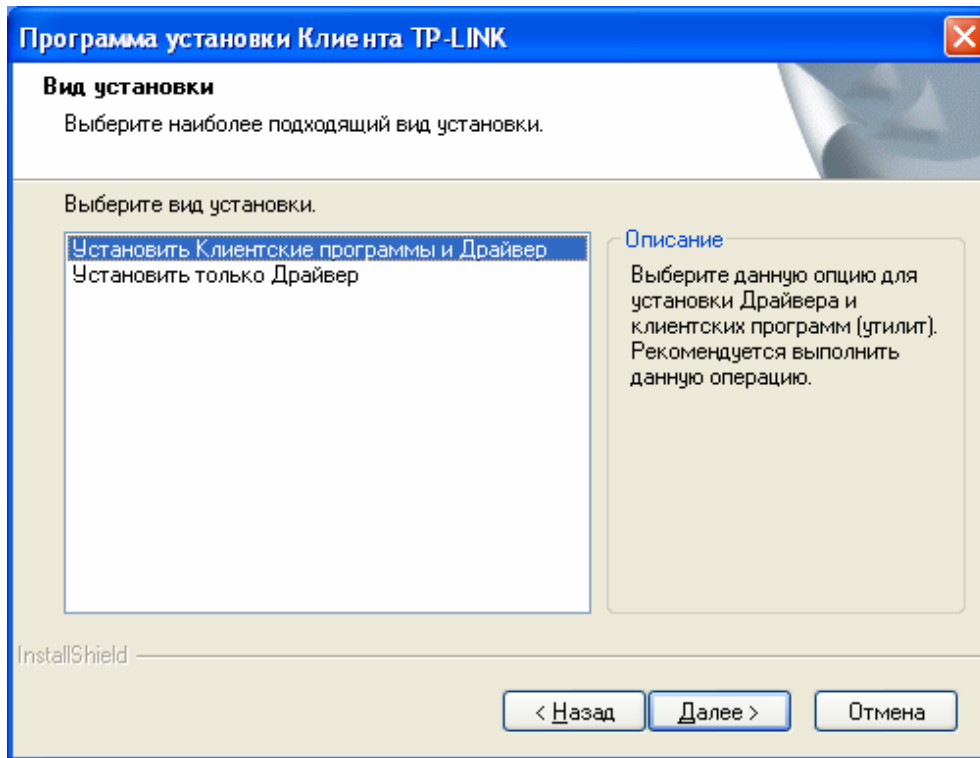 Программа установки Клиента TP-LINK
Вид установки
Выберите наиболее подходящий вид установки.
Выберите вид установки.
Установить Клиентские программы и Драйвер
Установить только Драйвер
Описание
Выберите данную опцию для
установки Драйвера и
клиентских программ (утилит).
Рекомендуется выполнить
данную операцию.
InstallShield
< Назад
Далее >
Отмена